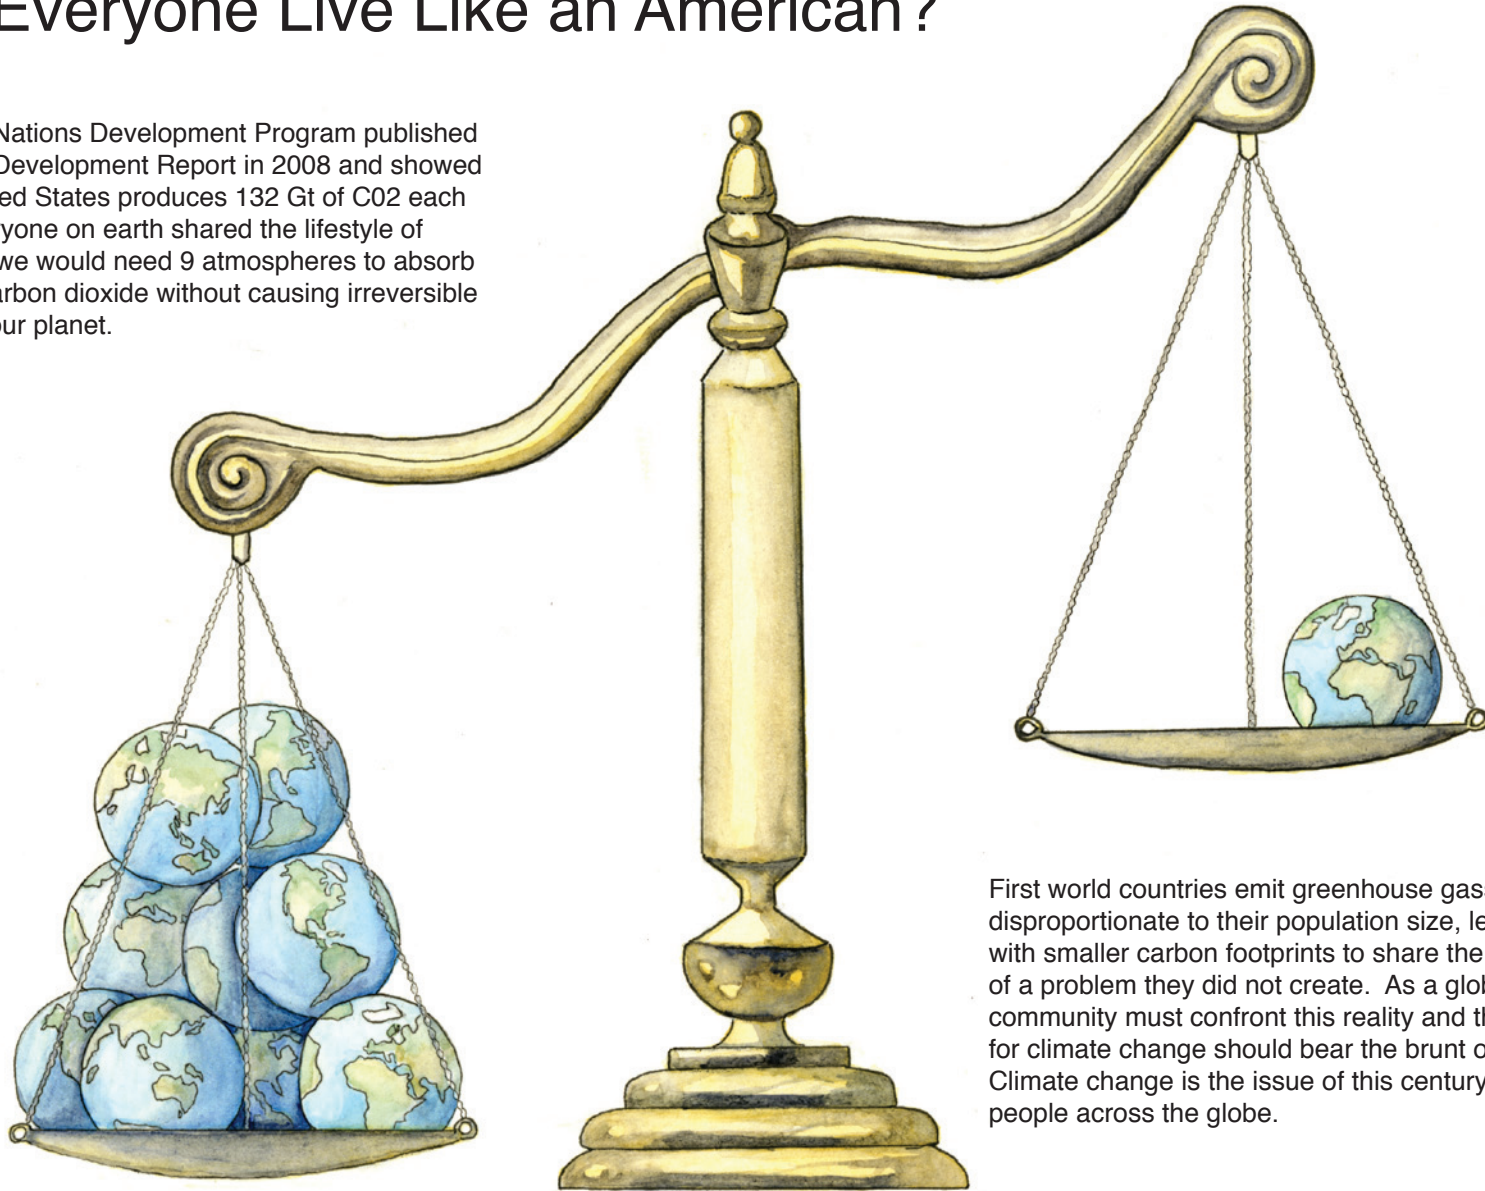 Everyone Live Like an American?
Nations Development Program published
Development Report in 2008 and showed
ed States produces 132 Gt of C02 each
yone on earth shared the lifestyle of
we would need 9 atmospheres to absorb
arbon dioxide without causing irreversible
our planet.
First world countries emit greenhouse gas
disproportionate to their population size, le
with smaller carbon footprints to share the
of a problem they did not create. As a glob
community must confront this reality and th
for climate change should bear the brunt o
Climate change is the issue of this century
people across the globe.